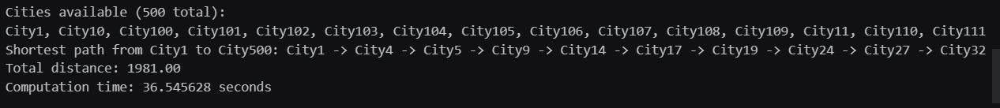 Cities available (500 total):
City1, City10, City100, City101, City102, City103, City104, City105, City106, City107, City108, City109, City11, City110, City111
Shortest path from City1 to City500: City1 -> City4 -> City5 -> City9 -> City14 -> City17 -> City19 -> City24 -> City27 -> City32
Total distance: 1981.00
Computation time: 36.545628 seconds